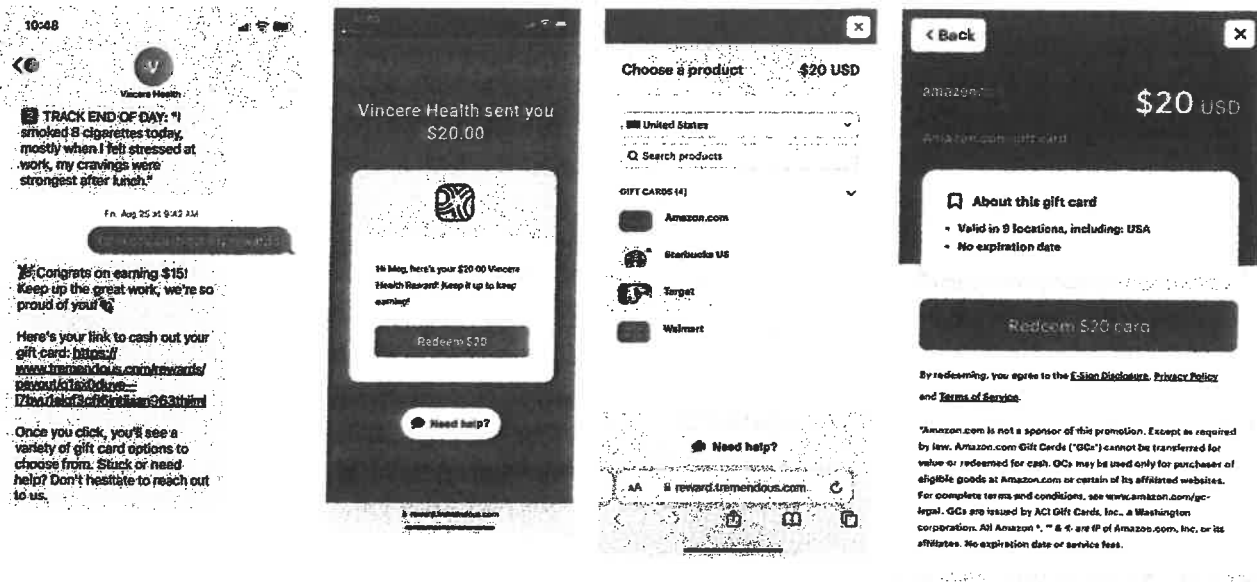 10:48
Vincere Health
2 TRACK END OF DAY: "I
smoked 8 cigarettes today,
mostly when I felt stressed at
work, my cravings were
strongest after lunch."
Fri, Aug 25 at 9:42 AM
Congrats on earning $15!
Keep up the great work, we're so
proud of you!
Here's your link to cash out your
gift card: https://
www.tremendous.com/rewards/
Once you click, you'll see a
variety of gift card options to
choose from. Stuck or need
help? Don't hesitate to reach out
to us.
Vincere Health sent you
$20.00
Hi Meg, here's your $20.00 Vincere
Health Reward! Keep it up to keep
earning!
Redeem $20
Need help?
reward.tremendous.com
Choose a product $20 USD
United States
Search products
GIFT CARDS (4)
Amazon.com
Starbucks US
Target
Walmart
Need help?
AA reward.tremendous.com
< Back
amazon
$20 USD
Amazon.com gift card
About this gift card
• Valid in 9 locations, including: USA
• No expiration date
Redeem $20 card
By redeeming, you agree to the E-Sign Disclosure, Privacy Policy
and Terms of Service.
*Amazon.com is not a sponsor of this promotion. Except as required
by law, Amazon.com Gift Cards ("GCs") cannot be transferred for
value or redeemed for cash. GCs may be used only for purchases of
eligible goods at Amazon.com or certain of its affiliated websites.
For complete terms and conditions, see www.amazon.com/gc-
legal. GCs are issued by ACI Gift Cards, Inc., a Washington
corporation. All Amazon ®, ™ & © are IP of Amazon.com, Inc. or its
affiliates. No expiration date or service fees.